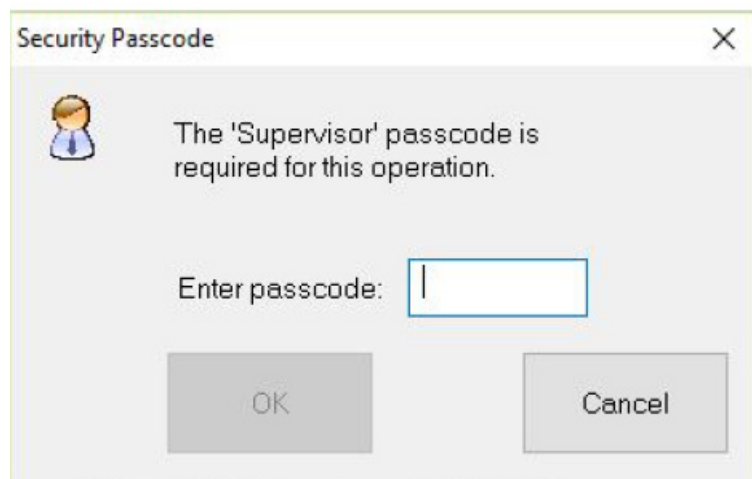 Security Passcode
The 'Supervisor' passcode is
required for this operation.
Enter passcode:
OK
Cancel